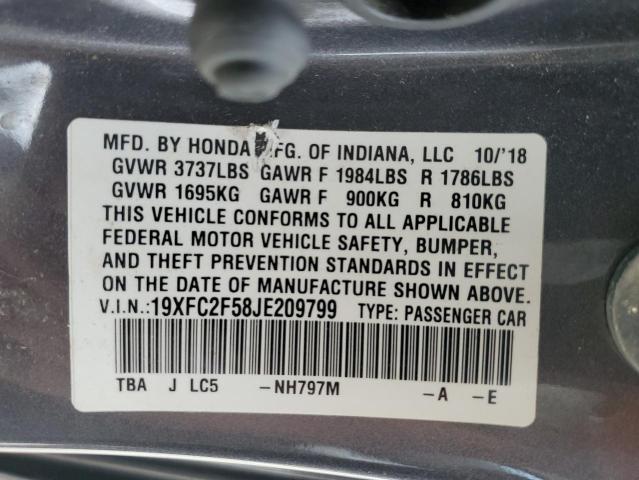 MFD. BY HONDA MFG. OF INDIANA, LLC 10/'18
GVWR 3737LBS GAWR F 1984LBS R 1786LBS
GVWR 1695KG GAWR F 900KG R 810KG
THIS VEHICLE CONFORMS TO ALL APPLICABLE
FEDERAL MOTOR VEHICLE SAFETY, BUMPER,
AND THEFT PREVENTION STANDARDS IN EFFECT
ON THE DATE OF MANUFACTURE SHOWN ABOVE.
V.I.N.:19XFC2F58JE209799 TYPE: PASSENGER CAR
TBA J LC5 -NH797M -A -E